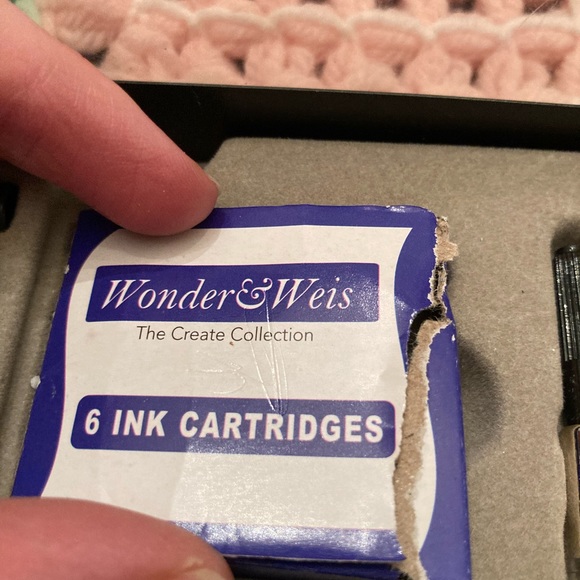 Wonder&Weis
The Create Collection
6 INK CARTRIDGES